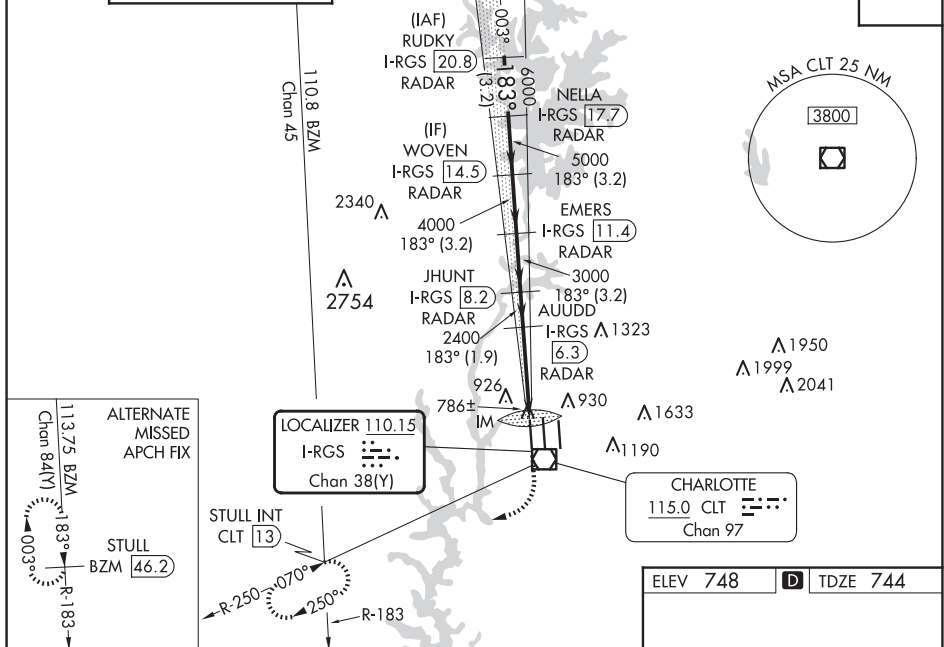 (IAF)
RUDKY
I-RGS 20.8
RADAR
(3.2)
003°
183°
6000
NELLA
I-RGS 17.7
RADAR
5000
183° (3.2)
MSA CLT 25 NM
3800
110.8 BZM
Chan 45
(IF)
WOVEN
I-RGS 14.5
RADAR
4000
183° (3.2)
2340
2754
EMERS
I-RGS 11.4
RADAR
3000
183° (3.2)
JHUNT
I-RGS 8.2
RADAR
2400
183° (1.9)
AUUDD
I-RGS
6.3
RADAR
1323
1950
1999
2041
926
786±
IM
930
1633
1190
LOCALIZER 110.15
I-RGS
Chan 38(Y)
CHARLOTTE
115.0 CLT
Chan 97
ALTERNATE
MISSED
APCH FIX
113.75 BZM
Chan 84(Y)
183°
003°
STULL
BZM 46.2
R-183
STULL INT
CLT 13
R-250
070°
250°
R-183
ELEV 748 D TDZE 744